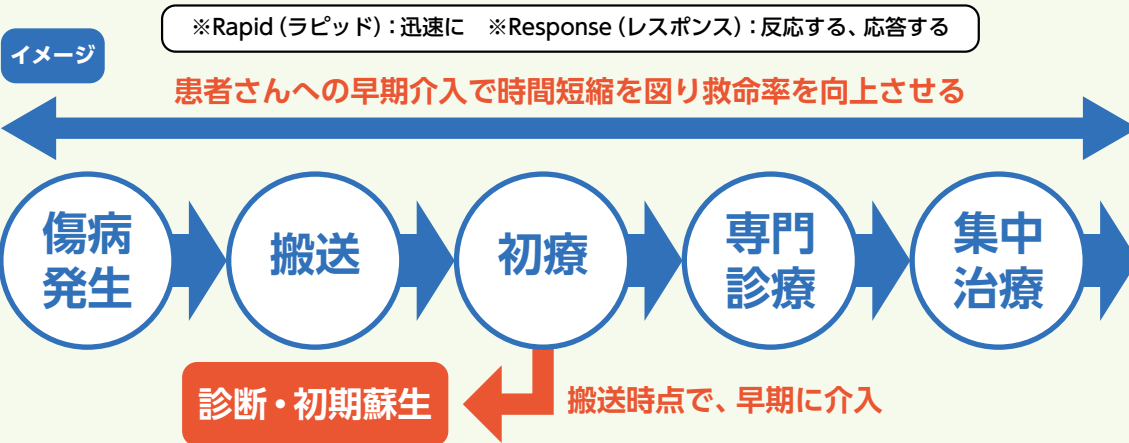 ※Rapid（ラピッド）：迅速に　※Response（レスポンス）：反応する、応答する
イメージ
患者さんへの早期介入で時間短縮を図り救命率を向上させる
傷病
発生
搬送
初療
専門
診療
集中
治療
診断・初期蘇生
搬送時点で、早期に介入